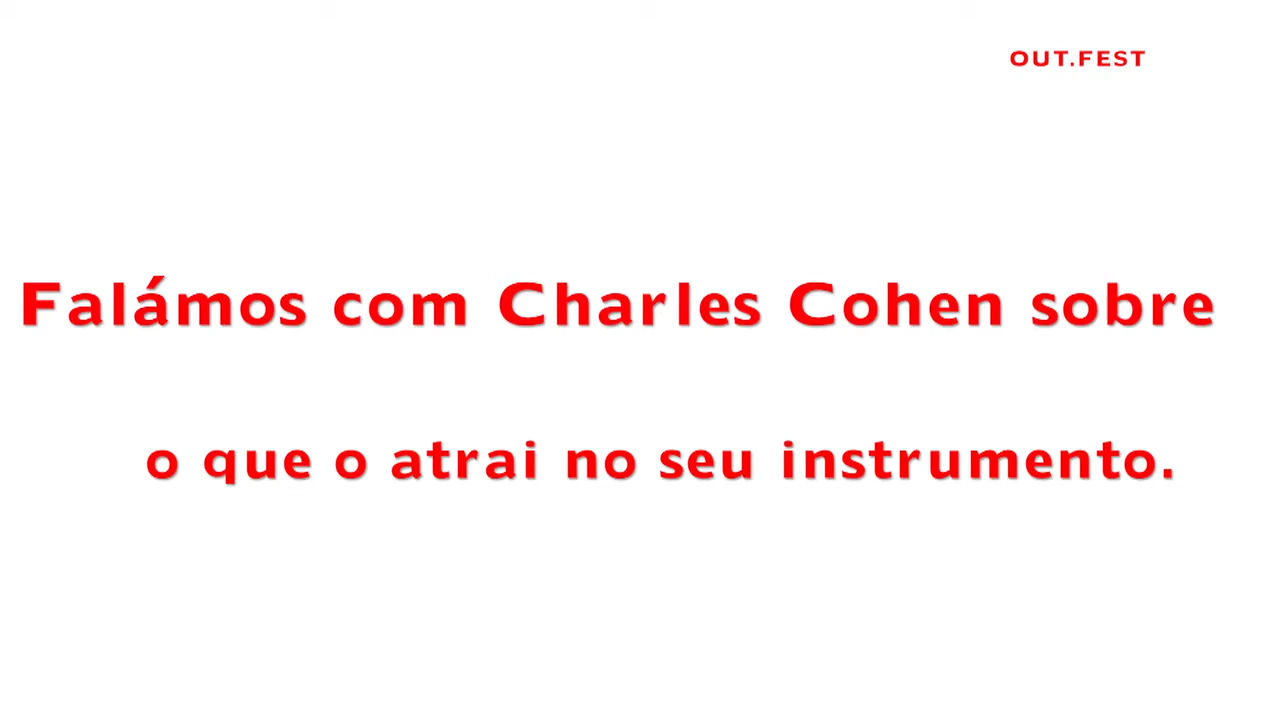 OUT.FEST
Falámos com Charles Cohen sobre
o que o atrai no seu instrumento.